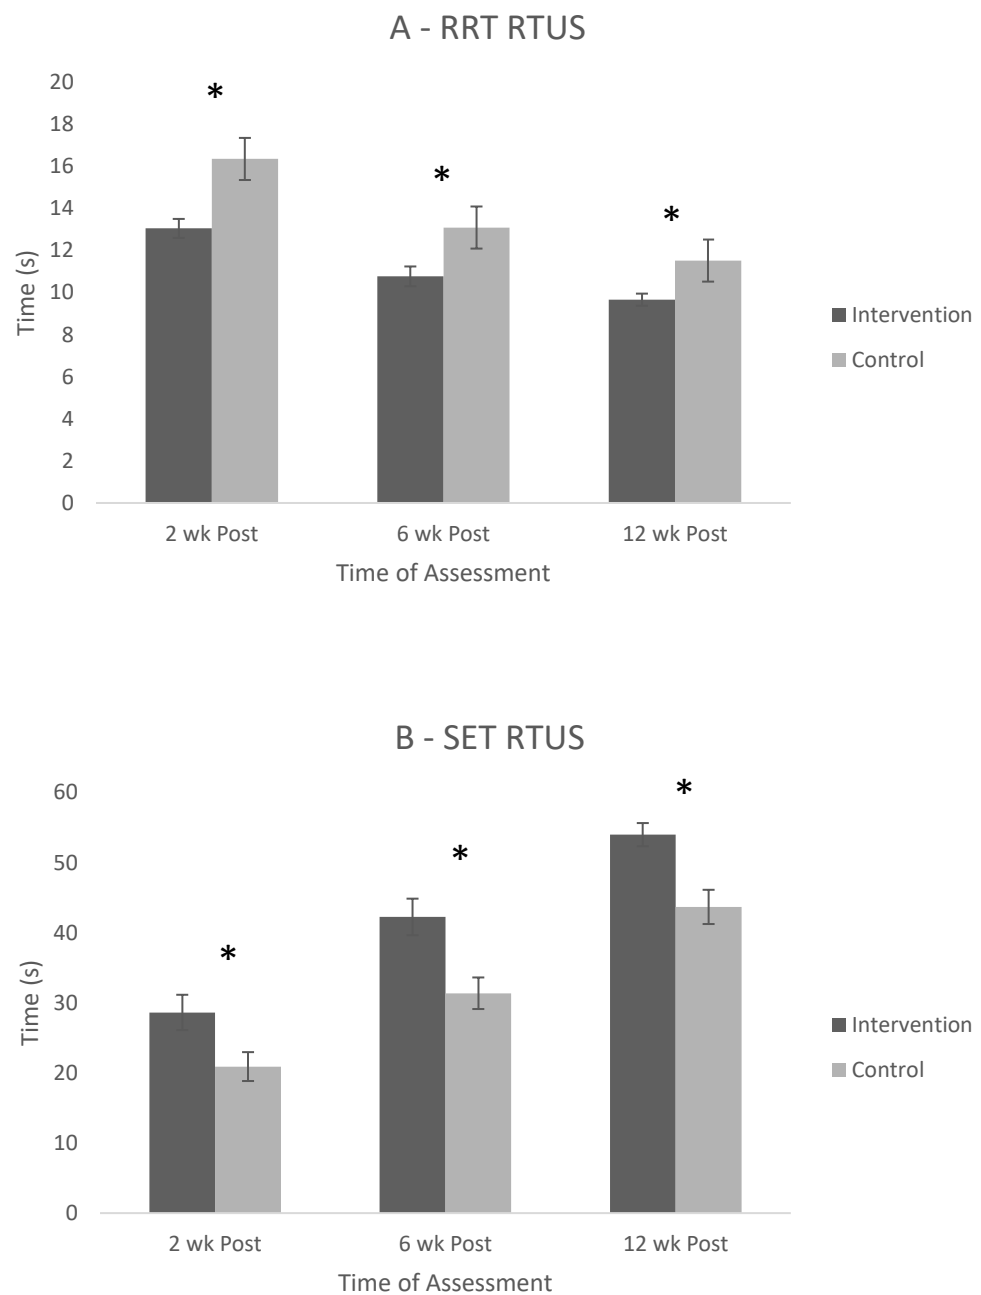 A - RRT RTUS
20
18
16
14
12
10
8
6
4
2
0
Time (s)
*
*
*
2 wk Post
6 wk Post
12 wk Post
Time of Assessment
Intervention
Control
B - SET RTUS
60
50
40
30
20
10
0
Time (s)
*
*
*
2 wk Post
6 wk Post
12 wk Post
Time of Assessment
Intervention
Control